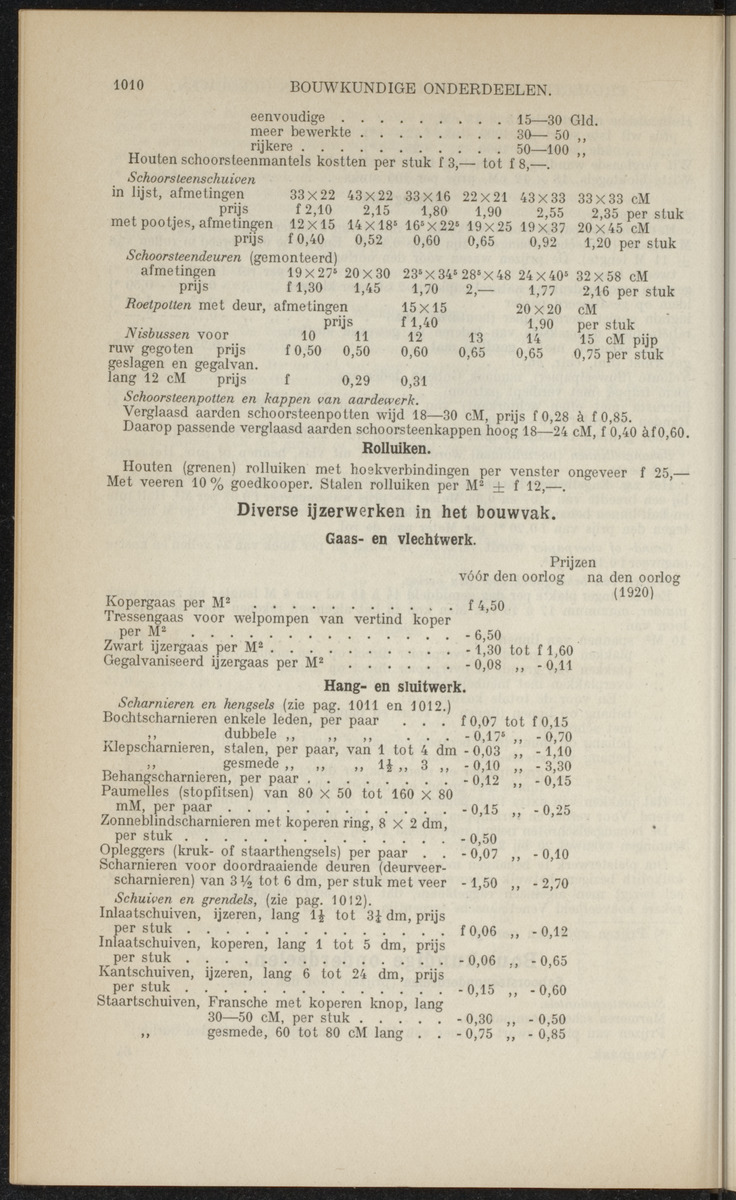 1010 BOUWKUNDIGE ONDERDEELEN.
eenvoudige . . . . . . . . . 15—30 Gld.
meer bewerkte . . . . . . . . 30— 50 „
rijkere . . . . . . . . . . . 50—100 „
Houten schoorsteenmantels kostten per stuk f 3,— tot f 8,—.
Schoorsteenschuiven
in lijst, afmetingen 33×22 43×22 33×16 22×21 43×33 33×33 cM
prijs f 2,10 2,15 1,80 1,90 2,55 2,35 per stuk
met pootjes, afmetingen 12×15 14×18⁵ 16⁵×22⁵ 19×25 19×37 20×45 cM
prijs f 0,40 0,52 0,60 0,65 0,92 1,20 per stuk
Schoorsteendeuren (gemonteerd)
afmetingen 19×27⁵ 20×30 23⁵×34⁵ 28⁵×48 24×40⁵ 32×58 cM
prijs f 1,30 1,45 1,70 2,— 1,77 2,16 per stuk
Roetpotten met deur, afmetingen 15×15 20×20 cM
prijs f 1,40 1,90 per stuk
Nisbussen voor 10 11 12 13 14 15 cM pijp
ruw gegoten prijs f 0,50 0,50 0,60 0,65 0,65 0,75 per stuk
geslagen en gegalvan.
lang 12 cM prijs f 0,29 0,31
Schoorsteenpotten en kappen van aardewerk.
Verglaasd aarden schoorsteenpotten wijd 18—30 cM, prijs f 0,28 à f 0,85.
Daarop passende verglaasd aarden schoorsteenkappen hoog 18—24 cM, f 0,40 à f 0,60.
Rolluiken.
Houten (grenen) rolluiken met hoekverbindingen per venster ongeveer f 25,—
Met veeren 10 % goedkooper. Stalen rolluiken per M² ± f 12,—.
Diverse ijzerwerken in het bouwvak.
Gaas- en vlechtwerk.
Prijzen
vóór den oorlog na den oorlog
(1920)
Kopergaas per M² . . . . . . . . . . . f 4,50
Tressengaas voor welpompen van vertind koper
per M² . . . . . . . . . . . . . . - 6,50
Zwart ijzergaas per M² . . . . . . . . . . - 1,30 tot f 1,60
Gegalvaniseerd ijzergaas per M² . . . . . . - 0,08 „ - 0,11
Hang- en sluitwerk.
Scharnieren en hengsels (zie pag. 1011 en 1012.)
Bochtscharnieren enkele leden, per paar . . . f 0,07 tot f 0,15
„ dubbele „ „ „ . . . - 0,17⁵ „ - 0,70
Klepscharnieren, stalen, per paar, van 1 tot 4 dm - 0,03 „ - 1,10
„ gesmede „ „ „ 1½ „ 3 „ - 0,10 „ - 3,30
Behangscharnieren, per paar . . . . . . . . - 0,12 „ - 0,15
Paumelles (stopfitsen) van 80 × 50 tot 160 × 80
mM, per paar . . . . . . . . . . . . - 0,15 „ - 0,25
Zonneblindscharnieren met koperen ring, 8 × 2 dm,
per stuk . . . . . . . . . . . . . . - 0,50
Opleggers (kruk- of staarthengsels) per paar . . - 0,07 „ - 0,10
Scharnieren voor doordraaiende deuren (deurveer-
scharnieren) van 3½ tot 6 dm, per stuk met veer - 1,50 „ - 2,70
Schuiven en grendels, (zie pag. 1012).
Inlaatschuiven, ijzeren, lang 1½ tot 3¼ dm, prijs
per stuk . . . . . . . . . . . . . . f 0,06 „ - 0,12
Inlaatschuiven, koperen, lang 1 tot 5 dm, prijs
per stuk . . . . . . . . . . . . . . - 0,06 „ - 0,65
Kantschuiven, ijzeren, lang 6 tot 24 dm, prijs
per stuk . . . . . . . . . . . . . . - 0,15 „ - 0,60
Staartschuiven, Fransche met koperen knop, lang
30—50 cM, per stuk . . . . . - 0,30 „ - 0,50
„ gesmede, 60 tot 80 cM lang . . - 0,75 „ - 0,85